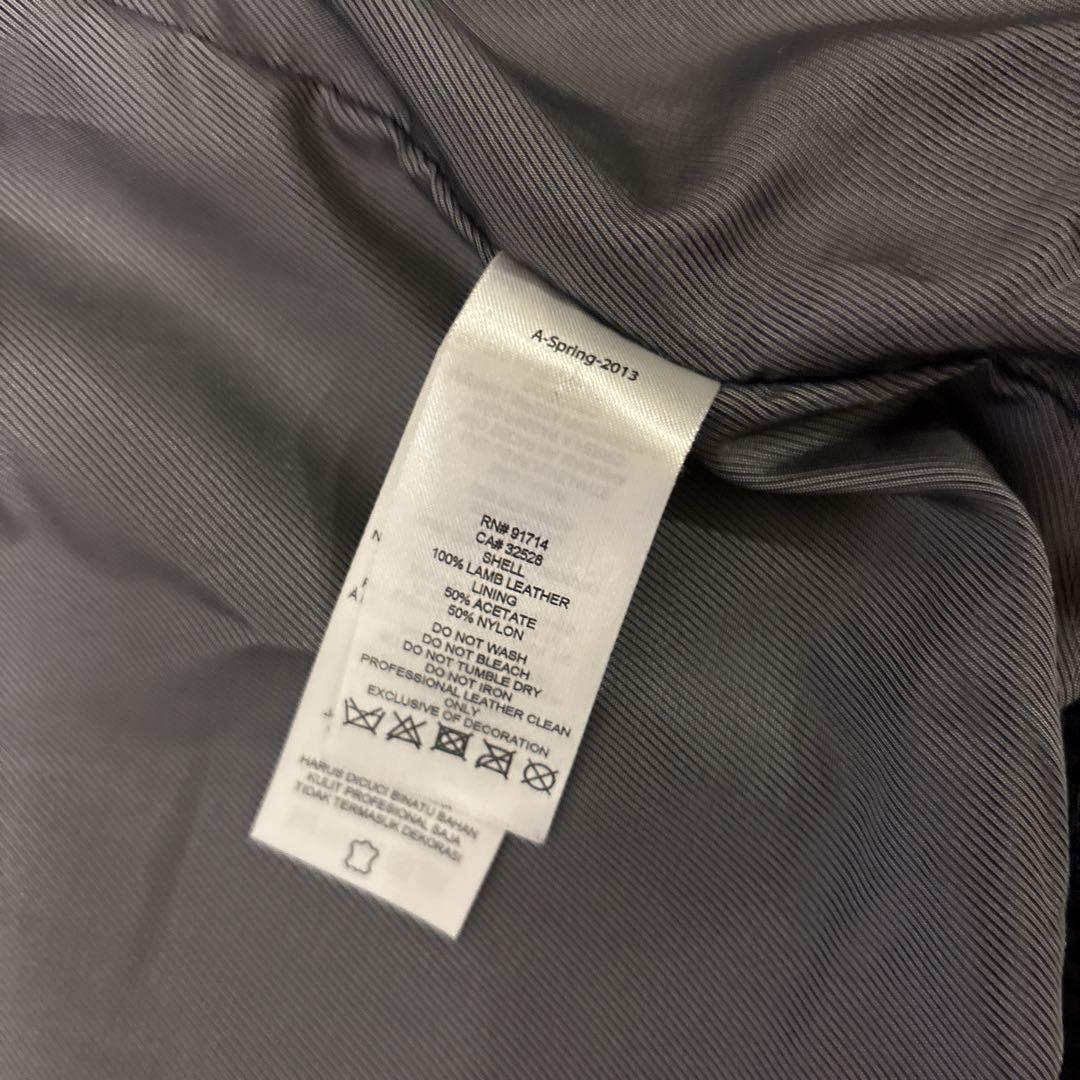 A-Spring-2013
RN# 91714
CA# 32528
SHELL
100% LAMB LEATHER
LINING
50% ACETATE
50% NYLON
DO NOT WASH
DO NOT BLEACH
DO NOT TUMBLE DRY
DO NOT IRON
PROFESSIONAL LEATHER CLEAN
ONLY
EXCLUSIVE OF DECORATION
HARUS DICUCI BINATU BAHAN
KULIT PROFESIONAL SAJA
TIDAK TERMASUK DEKORASI